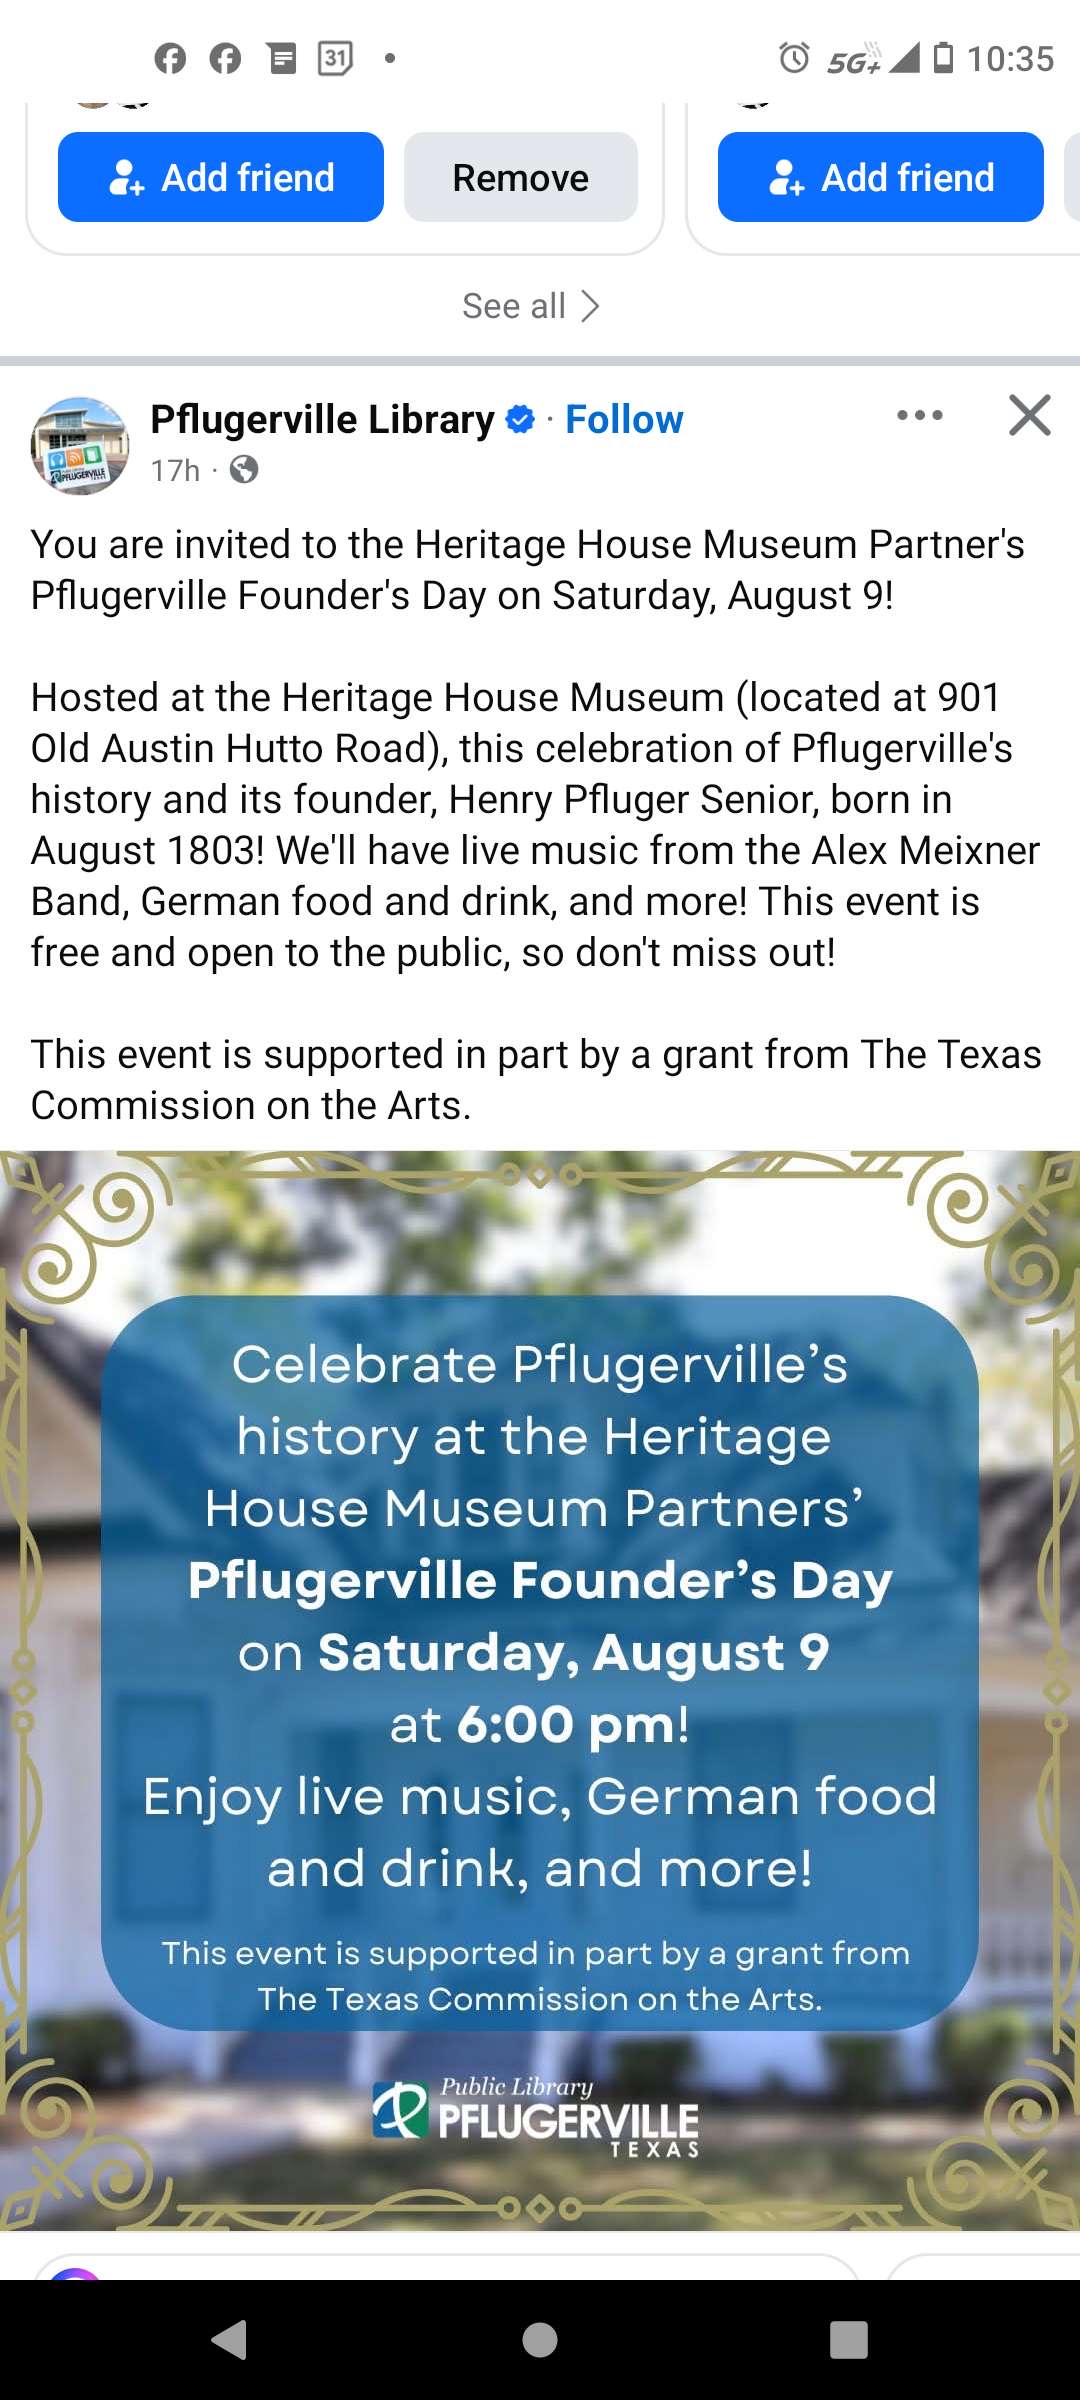 31 5G+ 10:35
Add friend Remove Add friend
See all
Pflugerville Library · Follow
17h ·
You are invited to the Heritage House Museum Partner's
Pflugerville Founder's Day on Saturday, August 9!
Hosted at the Heritage House Museum (located at 901
Old Austin Hutto Road), this celebration of Pflugerville's
history and its founder, Henry Pfluger Senior, born in
August 1803! We'll have live music from the Alex Meixner
Band, German food and drink, and more! This event is
free and open to the public, so don't miss out!
This event is supported in part by a grant from The Texas
Commission on the Arts.
Celebrate Pflugerville’s
history at the Heritage
House Museum Partners’
Pflugerville Founder’s Day
on Saturday, August 9
at 6:00 pm!
Enjoy live music, German food
and drink, and more!
This event is supported in part by a grant from
The Texas Commission on the Arts.
Public Library
PFLUGERVILLE
TEXAS